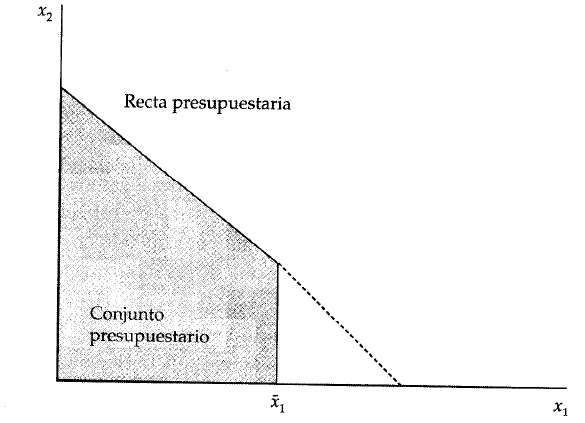 x₂
Recta presupuestaria
Conjunto
presupuestario
x̄₁
x₁